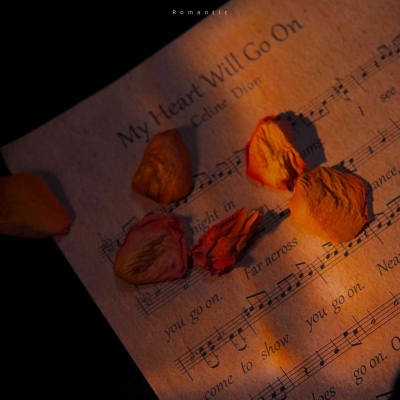 Romantic
My Heart Will Go On
Celine Dion
I see
night in
ance,
Far across
you go on.
Nea
you go on.
come to show
go on. O